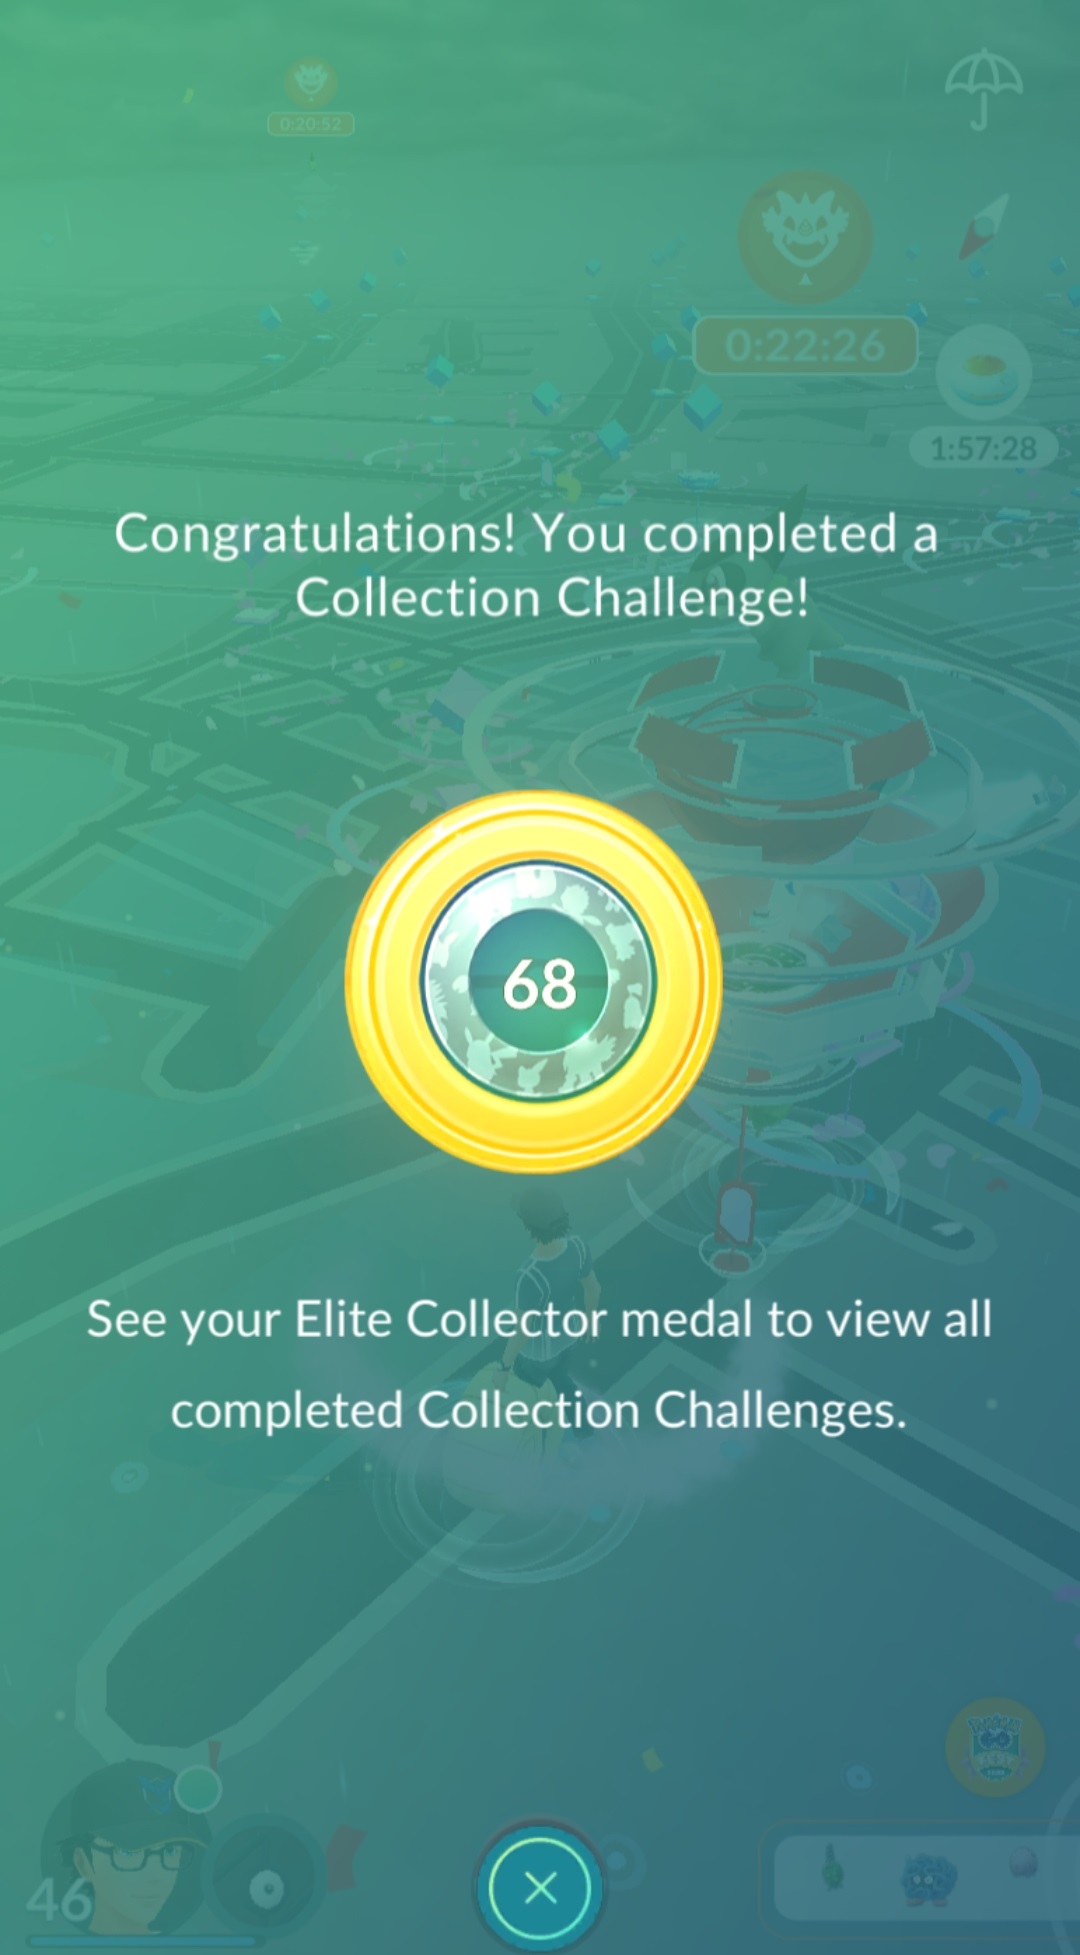 0:20:52
0:22:26
1:57:28
Congratulations! You completed a
Collection Challenge!
68
See your Elite Collector medal to view all
completed Collection Challenges.
46